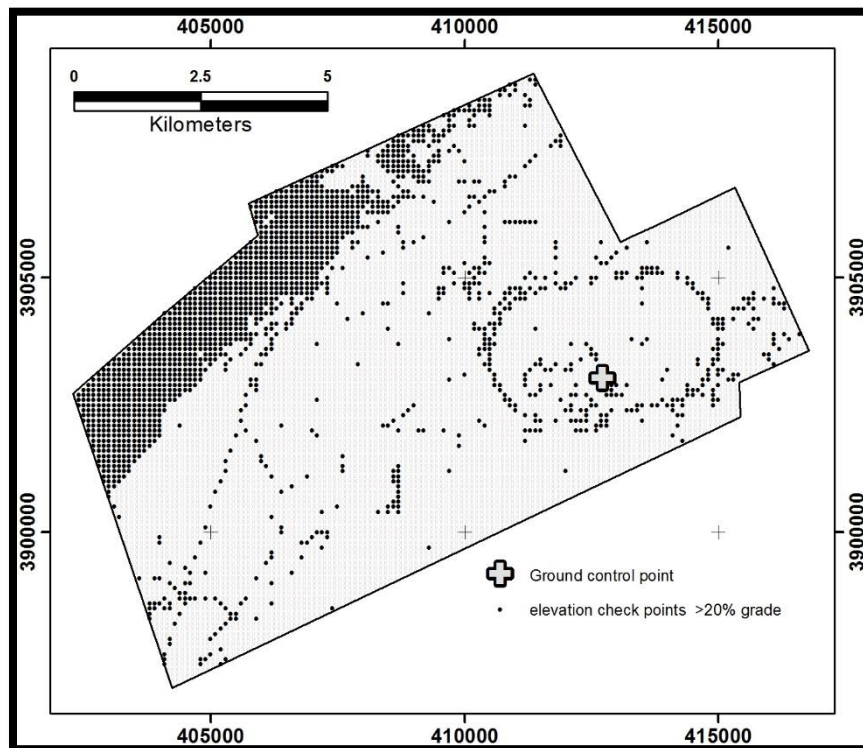 405000 410000 415000
0 2.5 5
Kilometers
3905000 3905000
3900000 3900000
Ground control point
elevation check points >20% grade
405000 410000 415000